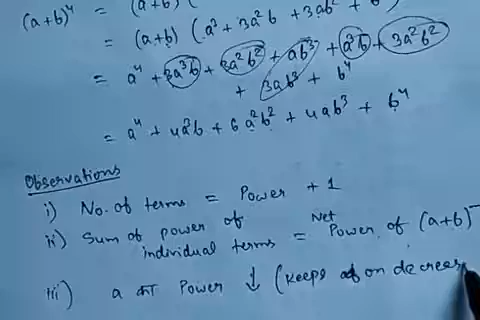 (a+b)⁴ = (a+b)(
= (a+b) (a³ + 3a²b + 3ab² + b
= a⁴ + 3a³b + 3a²b² + ab³ + a³b + 3a²b²
+ 3ab³ + b⁴
= a⁴ + 4a³b + 6a²b² + 4ab³ + b⁴
Observations
i) No. of terms = Power + 1
ii) Sum of power of individual terms = Net Power of (a+b)
iii) a का Power ↓ (Keeps on decreas